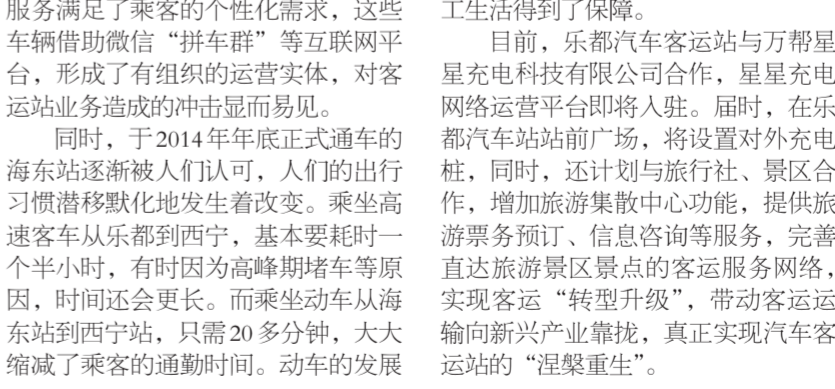 服务满足了乘客的个性化需求，这些
车辆借助微信“拼车群”等互联网平
台，形成了有组织的运营实体，对客
运站业务造成的冲击显而易见。
同时，于2014年年底正式通车的
海东站逐渐被人们认可，人们的出行
习惯潜移默化地发生着改变。乘坐高
速客车从乐都到西宁，基本要耗时一
个半小时，有时因为高峰期堵车等原
因，时间还会更长。而乘坐动车从海
东站到西宁站，只需20多分钟，大大
缩减了乘客的通勤时间。动车的发展
工生活得到了保障。
目前，乐都汽车客运站与万帮星
星充电科技有限公司合作，星星充电
网络运营平台即将入驻。届时，在乐
都汽车站站前广场，将设置对外充电
桩，同时，还计划与旅行社、景区合
作，增加旅游集散中心功能，提供旅
游票务预订、信息咨询等服务，完善
直达旅游景区景点的客运服务网络，
实现客运“转型升级”，带动客运运
输向新兴产业靠拢，真正实现汽车客
运站的“涅槃重生”。